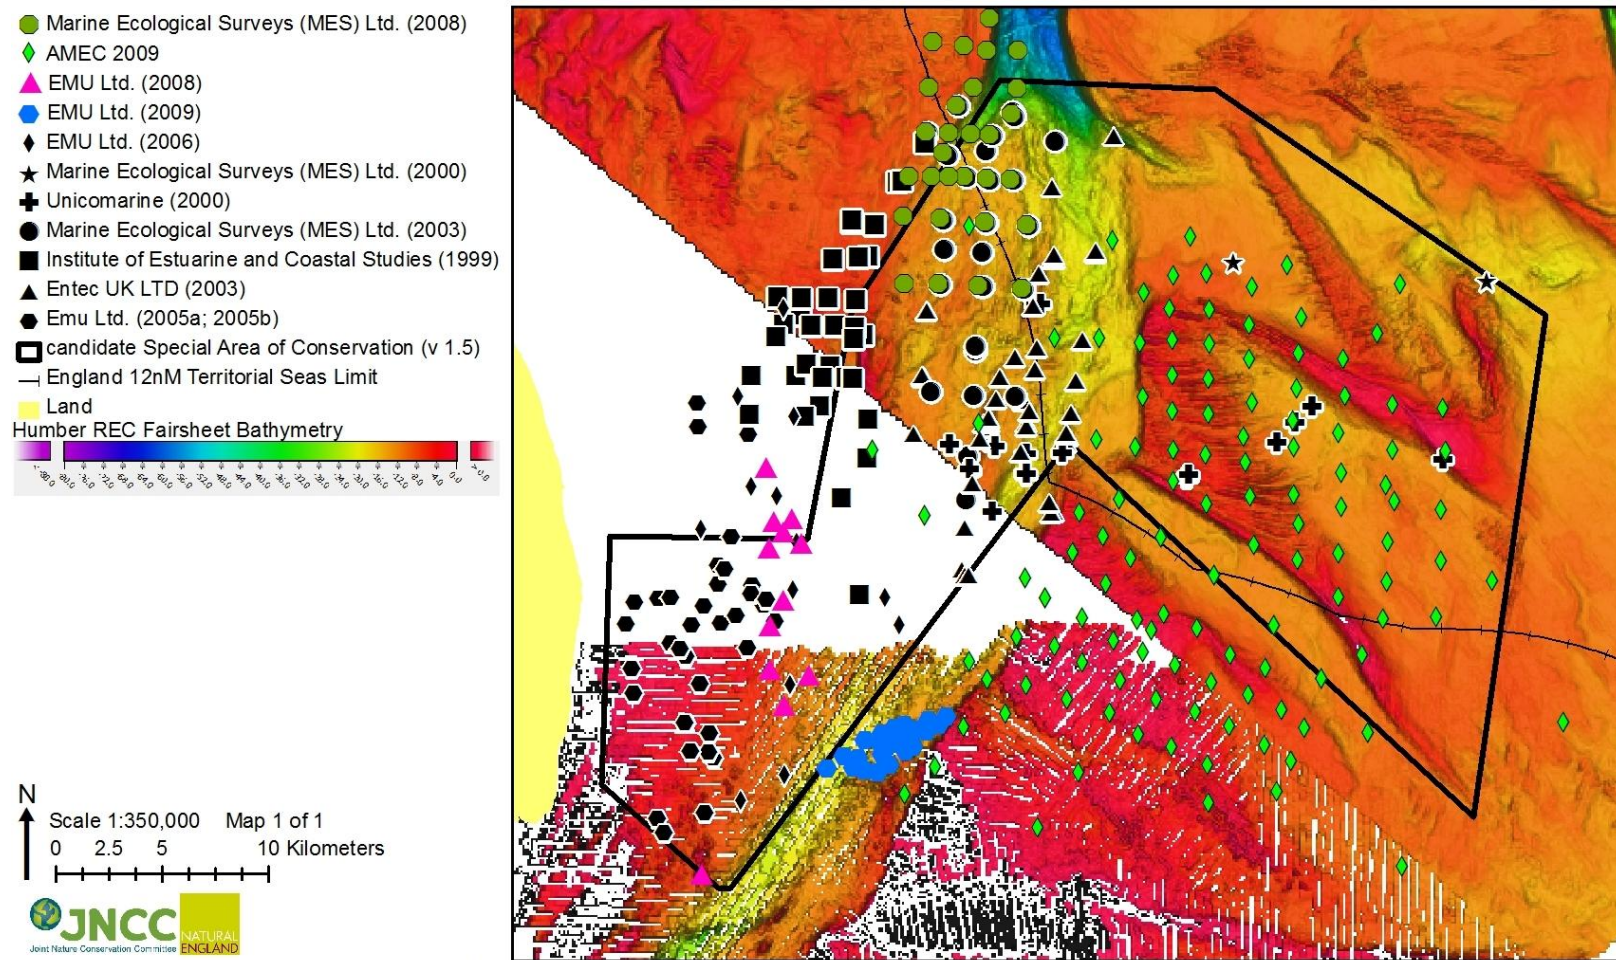 Marine Ecological Surveys (MES) Ltd. (2008)
AMEC 2009
EMU Ltd. (2008)
EMU Ltd. (2009)
EMU Ltd. (2006)
Marine Ecological Surveys (MES) Ltd. (2000)
Unicomarine (2000)
Marine Ecological Surveys (MES) Ltd. (2003)
Institute of Estuarine and Coastal Studies (1999)
Entec UK LTD (2003)
Emu Ltd. (2005a; 2005b)
candidate Special Area of Conservation (v 1.5)
England 12nM Territorial Seas Limit
Land
Humber REC Fairsheet Bathymetry
N
Scale 1:350,000 Map 1 of 1
0 2.5 5 10 Kilometers
JNCC
Joint Nature Conservation Committee
NATURAL
ENGLAND